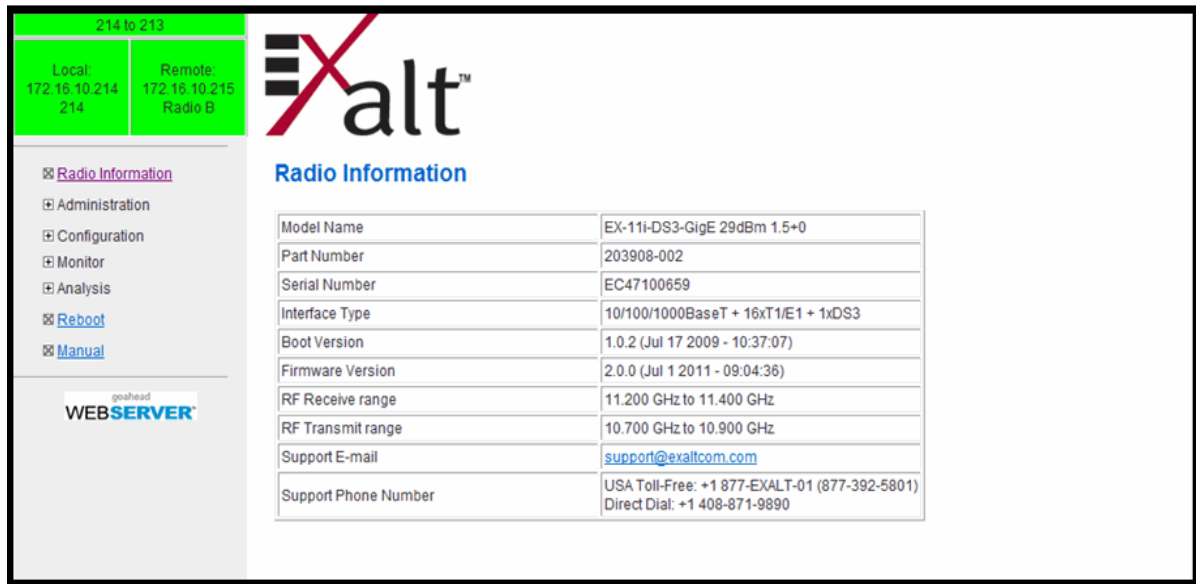 214 to 213
Local:
172.16.10.214
214
Remote:
172.16.10.215
Radio B
EXalt™
Radio Information
Administration
Configuration
Monitor
Analysis
Reboot
Manual
goahead
WEBSERVER
Radio Information
Model Name EX-11i-DS3-GigE 29dBm 1.5+0
Part Number 203908-002
Serial Number EC47100659
Interface Type 10/100/1000BaseT + 16xT1/E1 + 1xDS3
Boot Version 1.0.2 (Jul 17 2009 - 10:37:07)
Firmware Version 2.0.0 (Jul 1 2011 - 09:04:36)
RF Receive range 11.200 GHz to 11.400 GHz
RF Transmit range 10.700 GHz to 10.900 GHz
Support E-mail support@exaltcom.com
Support Phone Number USA Toll-Free: +1 877-EXALT-01 (877-392-5801)
Direct Dial: +1 408-871-9890